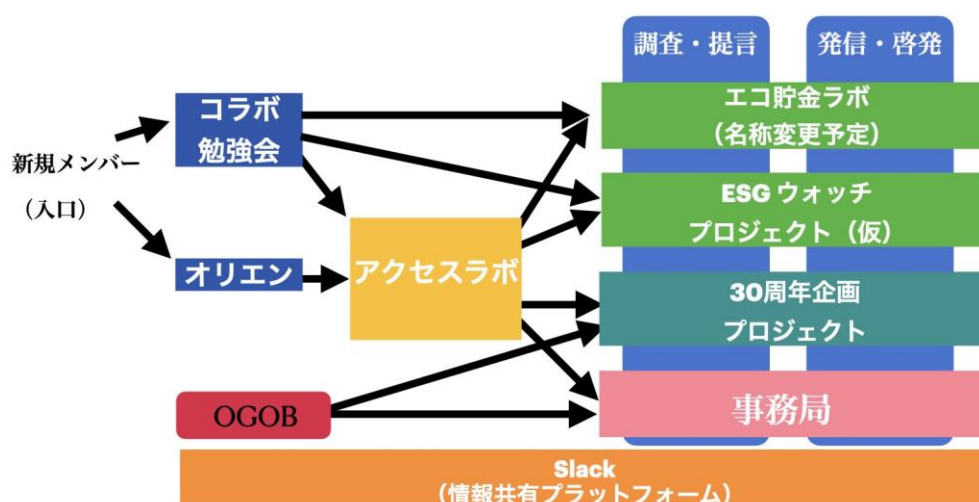 調査・提言
発信・啓発
コラボ
勉強会
新規メンバー
（入口）
オリエン
アクセスラボ
OGOB
エコ貯金ラボ
（名称変更予定）
ESG ウォッチ
プロジェクト（仮）
30周年企画
プロジェクト
事務局
Slack
（情報共有プラットフォーム）